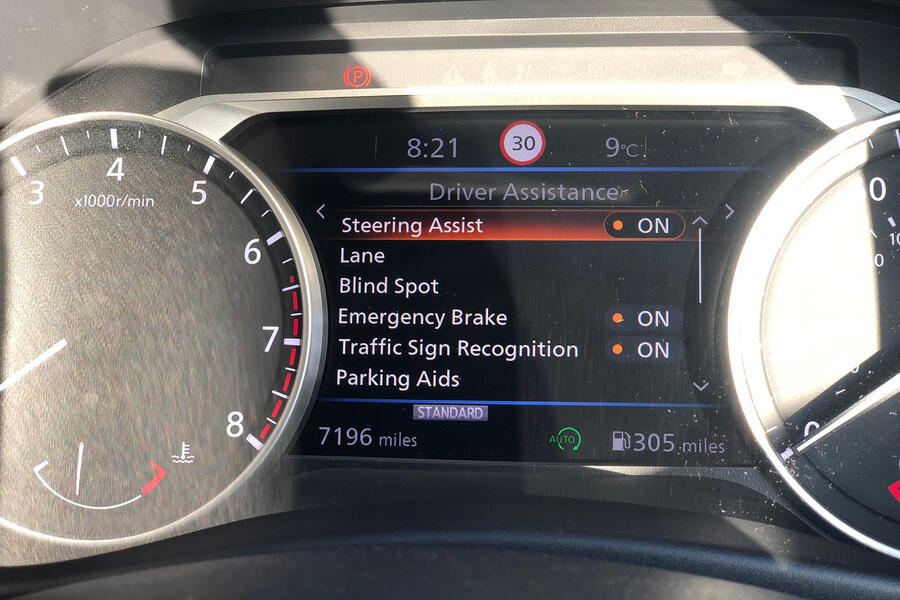 P
8:21 30 9°C
Driver Assistance
Steering Assist ON
Lane
Blind Spot
Emergency Brake ON
Traffic Sign Recognition ON
Parking Aids
STANDARD
7196 miles AUTO 305 miles
3 4 5 6 7 8
x1000r/min
0